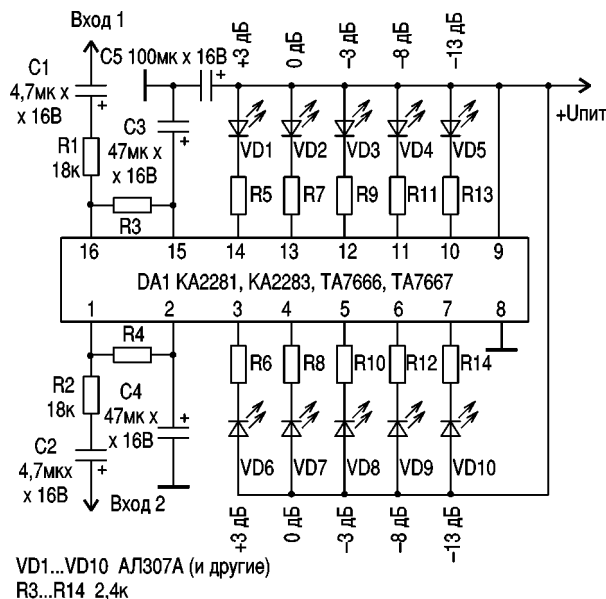 Вход 1
C5 100мк х 16В
+3 дБ
0 дБ
−3 дБ
−8 дБ
−13 дБ
C1
4,7мк х
х 16В
+
+
+Uпит
R1
18к
C3
47мк х
х 16В
+
VD1
VD2
VD3
VD4
VD5
R3
R5
R7
R9
R11
R13
16
15
14
13
12
11
10
9
DA1 KA2281, KA2283, TA7666, TA7667
1
2
3
4
5
6
7
8
R4
R6
R8
R10
R12
R14
R2
18к
C4
47мк х
х 16В
+
C2
4,7мкх
х 16В
+
VD6
VD7
VD8
VD9
VD10
Вход 2
+3 дБ
0 дБ
−3 дБ
−8 дБ
−13 дБ
VD1...VD10 АЛ307А (и другие)
R3...R14 2,4к